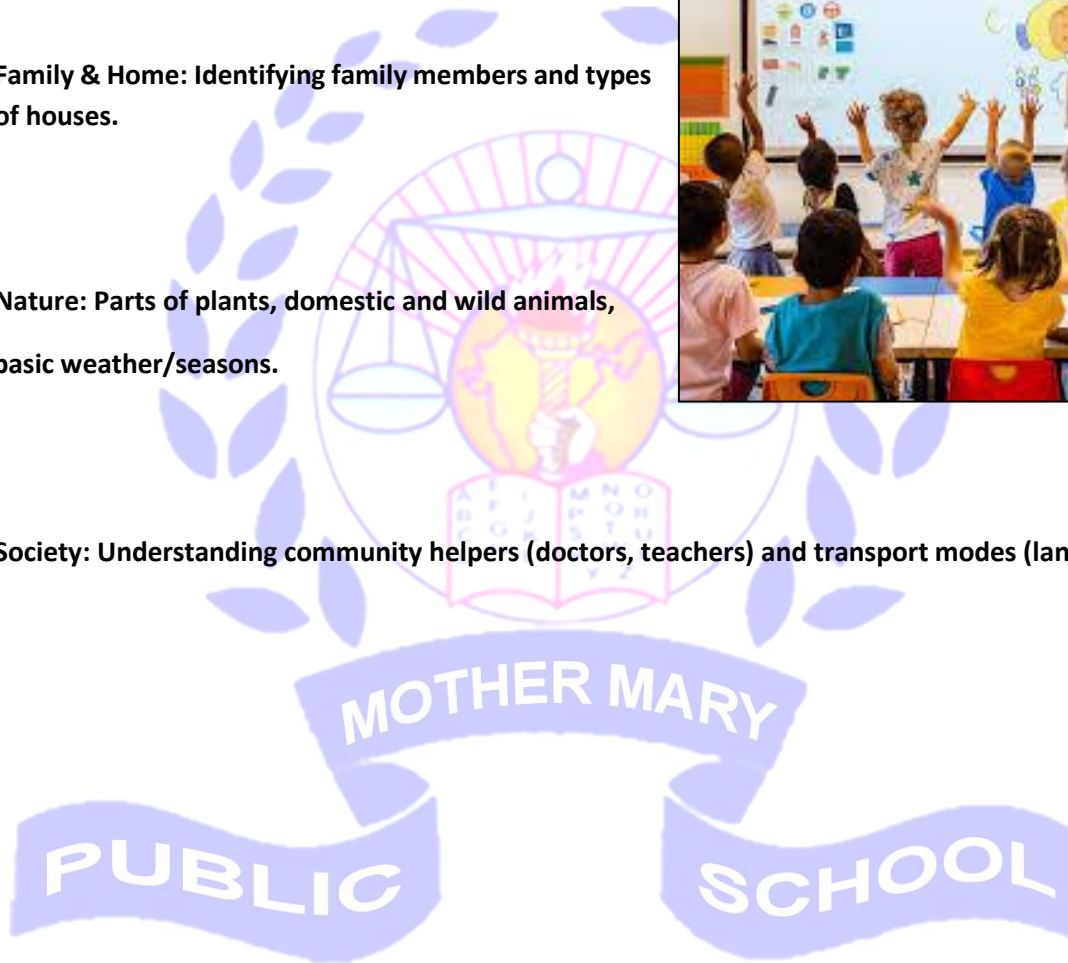 Family & Home: Identifying family members and types
of houses.
Nature: Parts of plants, domestic and wild animals,
basic weather/seasons.
Society: Understanding community helpers (doctors, teachers) and transport modes
MOTHER MARY
PUBLIC SCHOOL